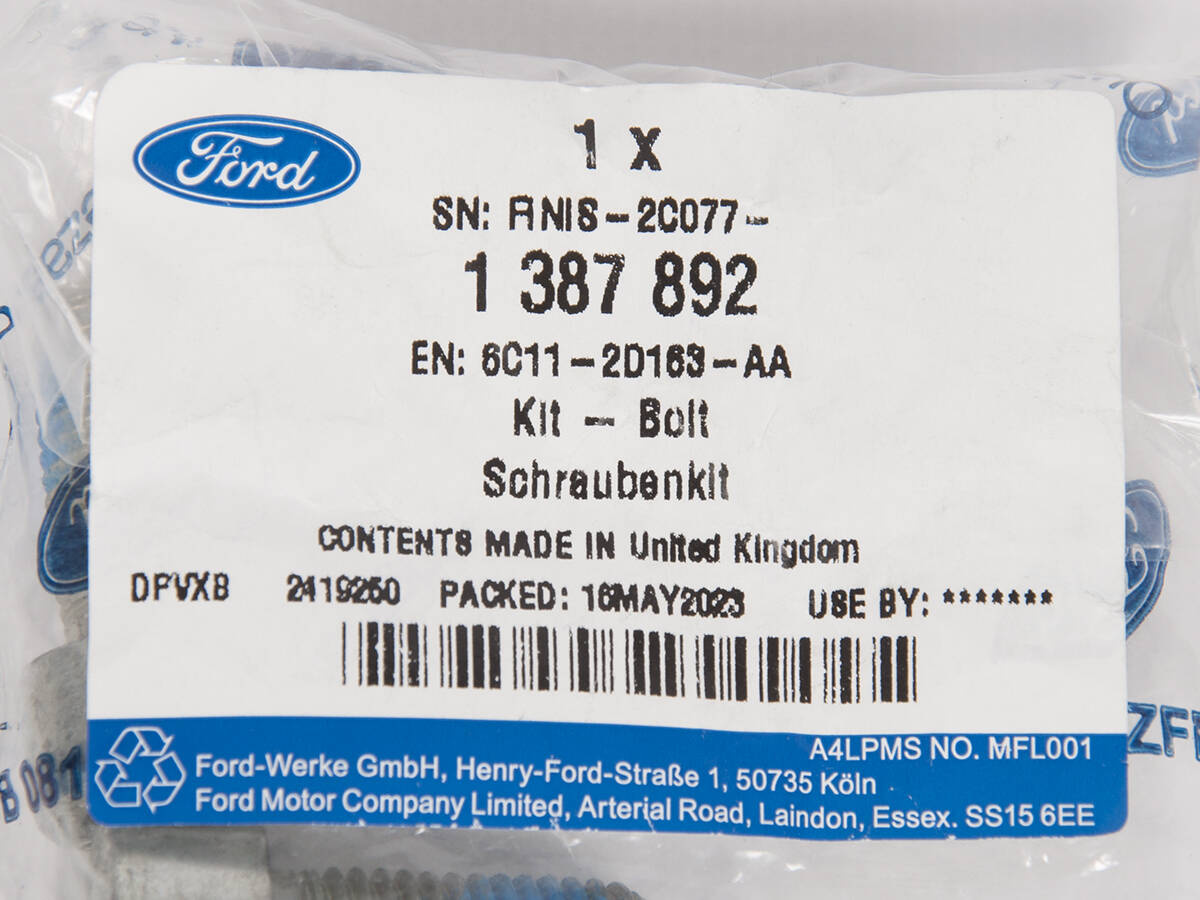 Ford
1 x
SN: FINIS-2C077-
1 387 892
EN: 6C11-2D163-AA
Kit - Bolt
Schraubenkit
CONTENTS MADE IN United Kingdom
DPVXB 2419250 PACKED: 16MAY2023 USE BY: *******
A4LPMS NO. MFL001
Ford-Werke GmbH, Henry-Ford-Straße 1, 50735 Köln
Ford Motor Company Limited, Arterial Road, Laindon, Essex. SS15 6EE